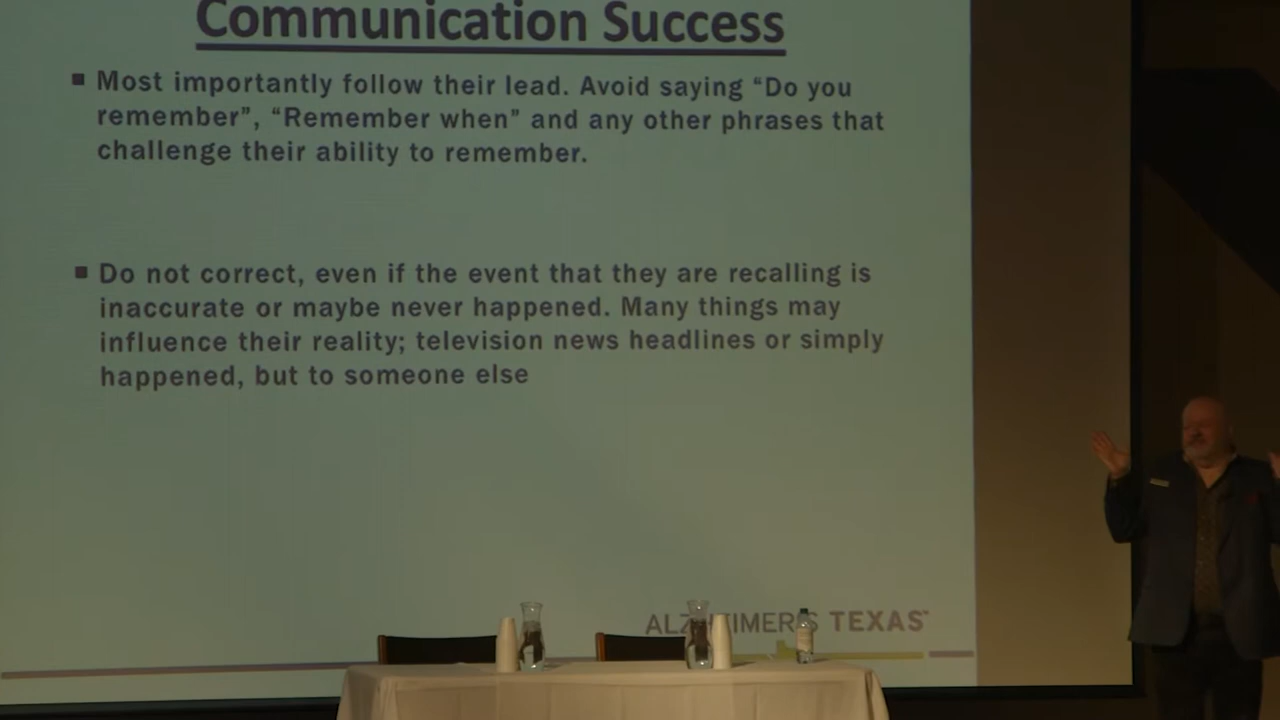 Communication Success
▪ Most importantly follow their lead. Avoid saying “Do you
remember”, “Remember when” and any other phrases that
challenge their ability to remember.
▪ Do not correct, even if the event that they are recalling is
inaccurate or maybe never happened. Many things may
influence their reality; television news headlines or simply
happened, but to someone else
ALZHEIMER'S TEXAS™